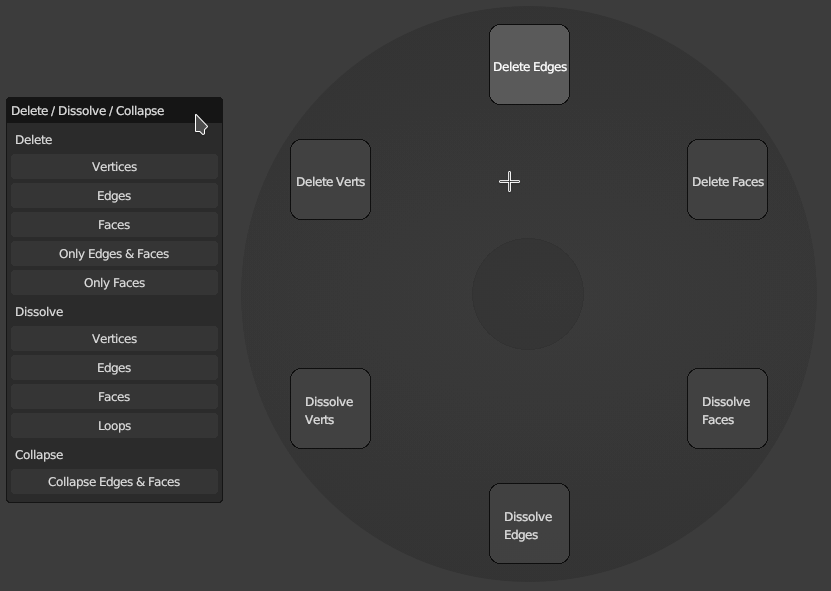 Delete / Dissolve / Collapse
Delete
Vertices
Edges
Faces
Only Edges & Faces
Only Faces
Dissolve
Vertices
Edges
Faces
Loops
Collapse
Collapse Edges & Faces
Delete Edges
Delete Verts
Delete Faces
Dissolve
Verts
Dissolve
Faces
Dissolve
Edges